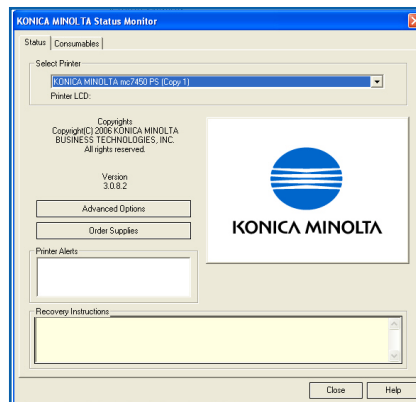 KONICA MINOLTA Status Monitor
Status
Consumables
Select Printer
KONICA MINOLTA mc7450 PS (Copy 1)
Printer LCD:
Copyrights
Copyright(C) 2006 KONICA MINOLTA
BUSINESS TECHNOLOGIES, INC.
All rights reserved.
Version
3.0.8.2
Advanced Options
Order Supplies
KONICA MINOLTA
Printer Alerts
Recovery Instructions
Close
Help